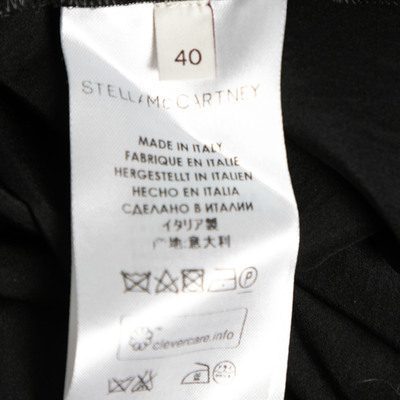 40
STELLA McCARTNEY
MADE IN ITALY
FABRIQUE EN ITALIE
HERGESTELLT IN ITALIEN
HECHO EN ITALIA
СДЕЛАНО В ИТАЛИИ
イタリア製
产地:意大利
P
clevercare.info